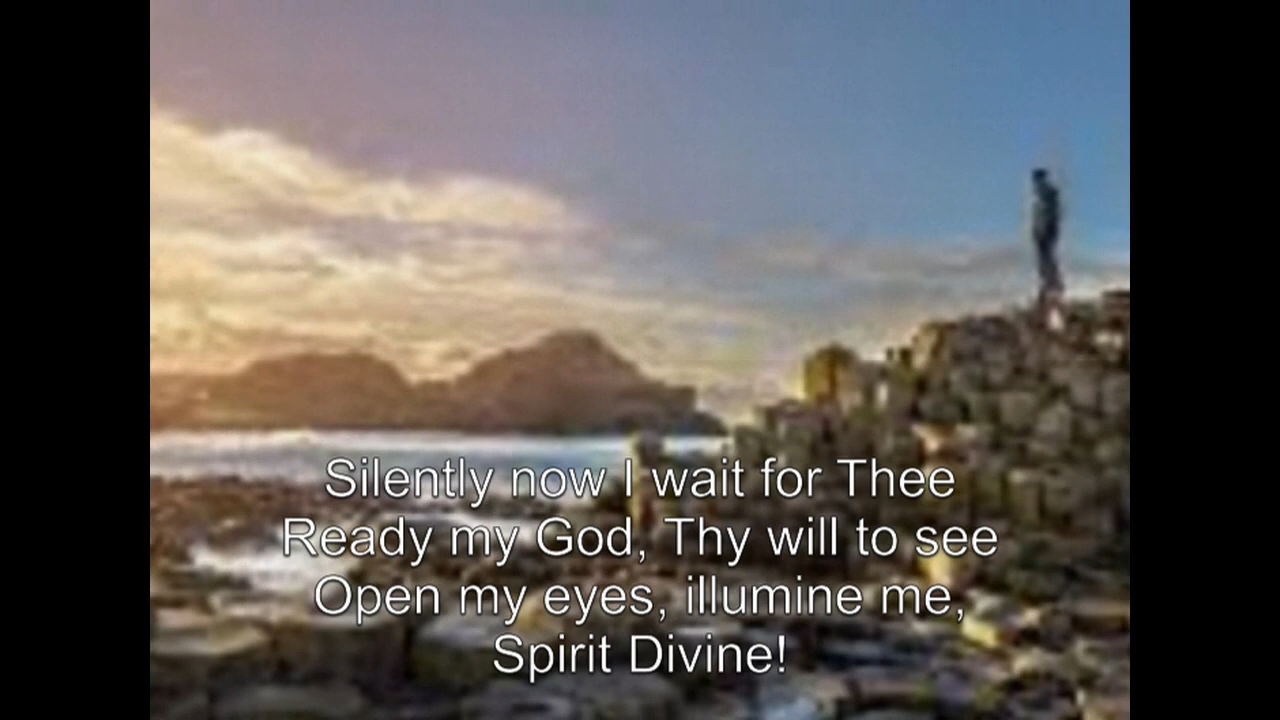 Silently now I wait for Thee
Ready my God, Thy will to see
Open my eyes, illumine me,
Spirit Divine!